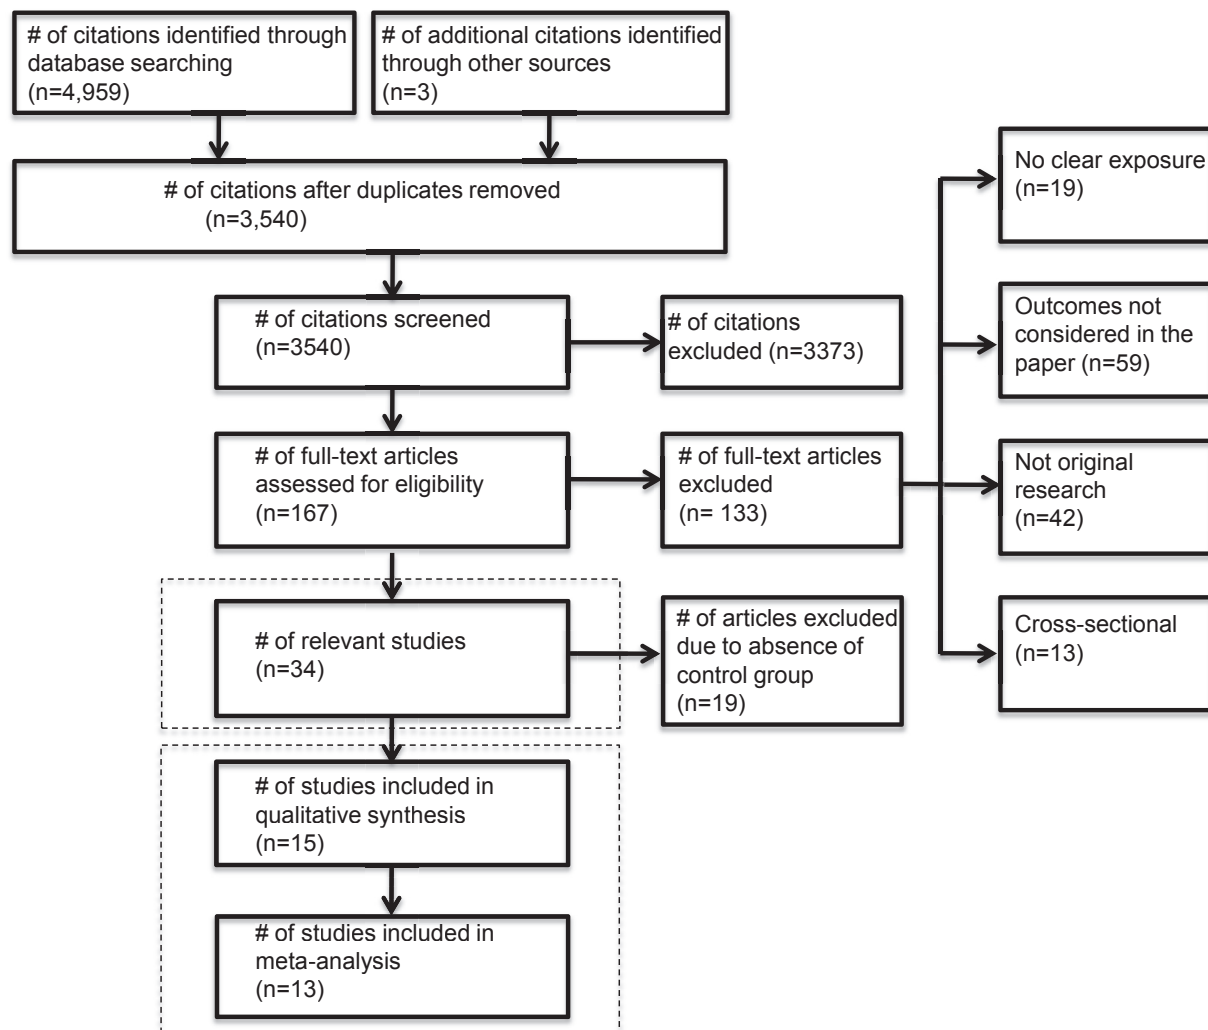 # of citations identified through
database searching
(n=4,959)
# of additional citations identified
through other sources
(n=3)
# of citations after duplicates removed
(n=3,540)
# of citations screened
(n=3540)
# of citations
excluded (n=3373)
# of full-text articles
assessed for eligibility
(n=167)
# of full-text articles
excluded
(n= 133)
No clear exposure
(n=19)
Outcomes not
considered in the
paper (n=59)
Not original
research
(n=42)
Cross-sectional
(n=13)
# of relevant studies
(n=34)
# of articles excluded
due to absence of
control group
(n=19)
# of studies included in
qualitative synthesis
(n=15)
# of studies included in
meta-analysis
(n=13)